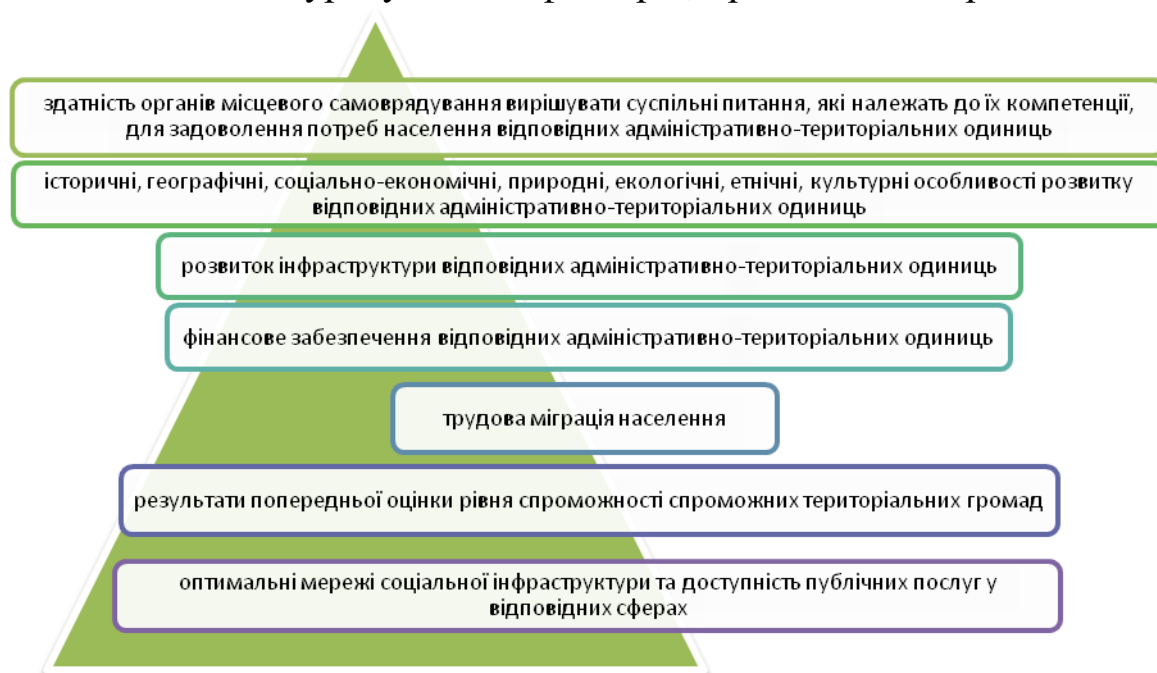 здатність органів місцевого самоврядування вирішувати суспільні питання, які належать до їх компетенції,
для задоволення потреб населення відповідних адміністративно-територіальних одиниць
історичні, географічні, соціально-економічні, природні, екологічні, етнічні, культурні особливості розвитку
відповідних адміністративно-територіальних одиниць
розвиток інфраструктури відповідних адміністративно-територіальних одиниць
фінансове забезпечення відповідних адміністративно-територіальних одиниць
трудова міграція населення
результати попередньої оцінки рівня спроможності спроможних територіальних громад
оптимальні мережі соціальної інфраструктури та доступність публічних послуг у
відповідних сферах